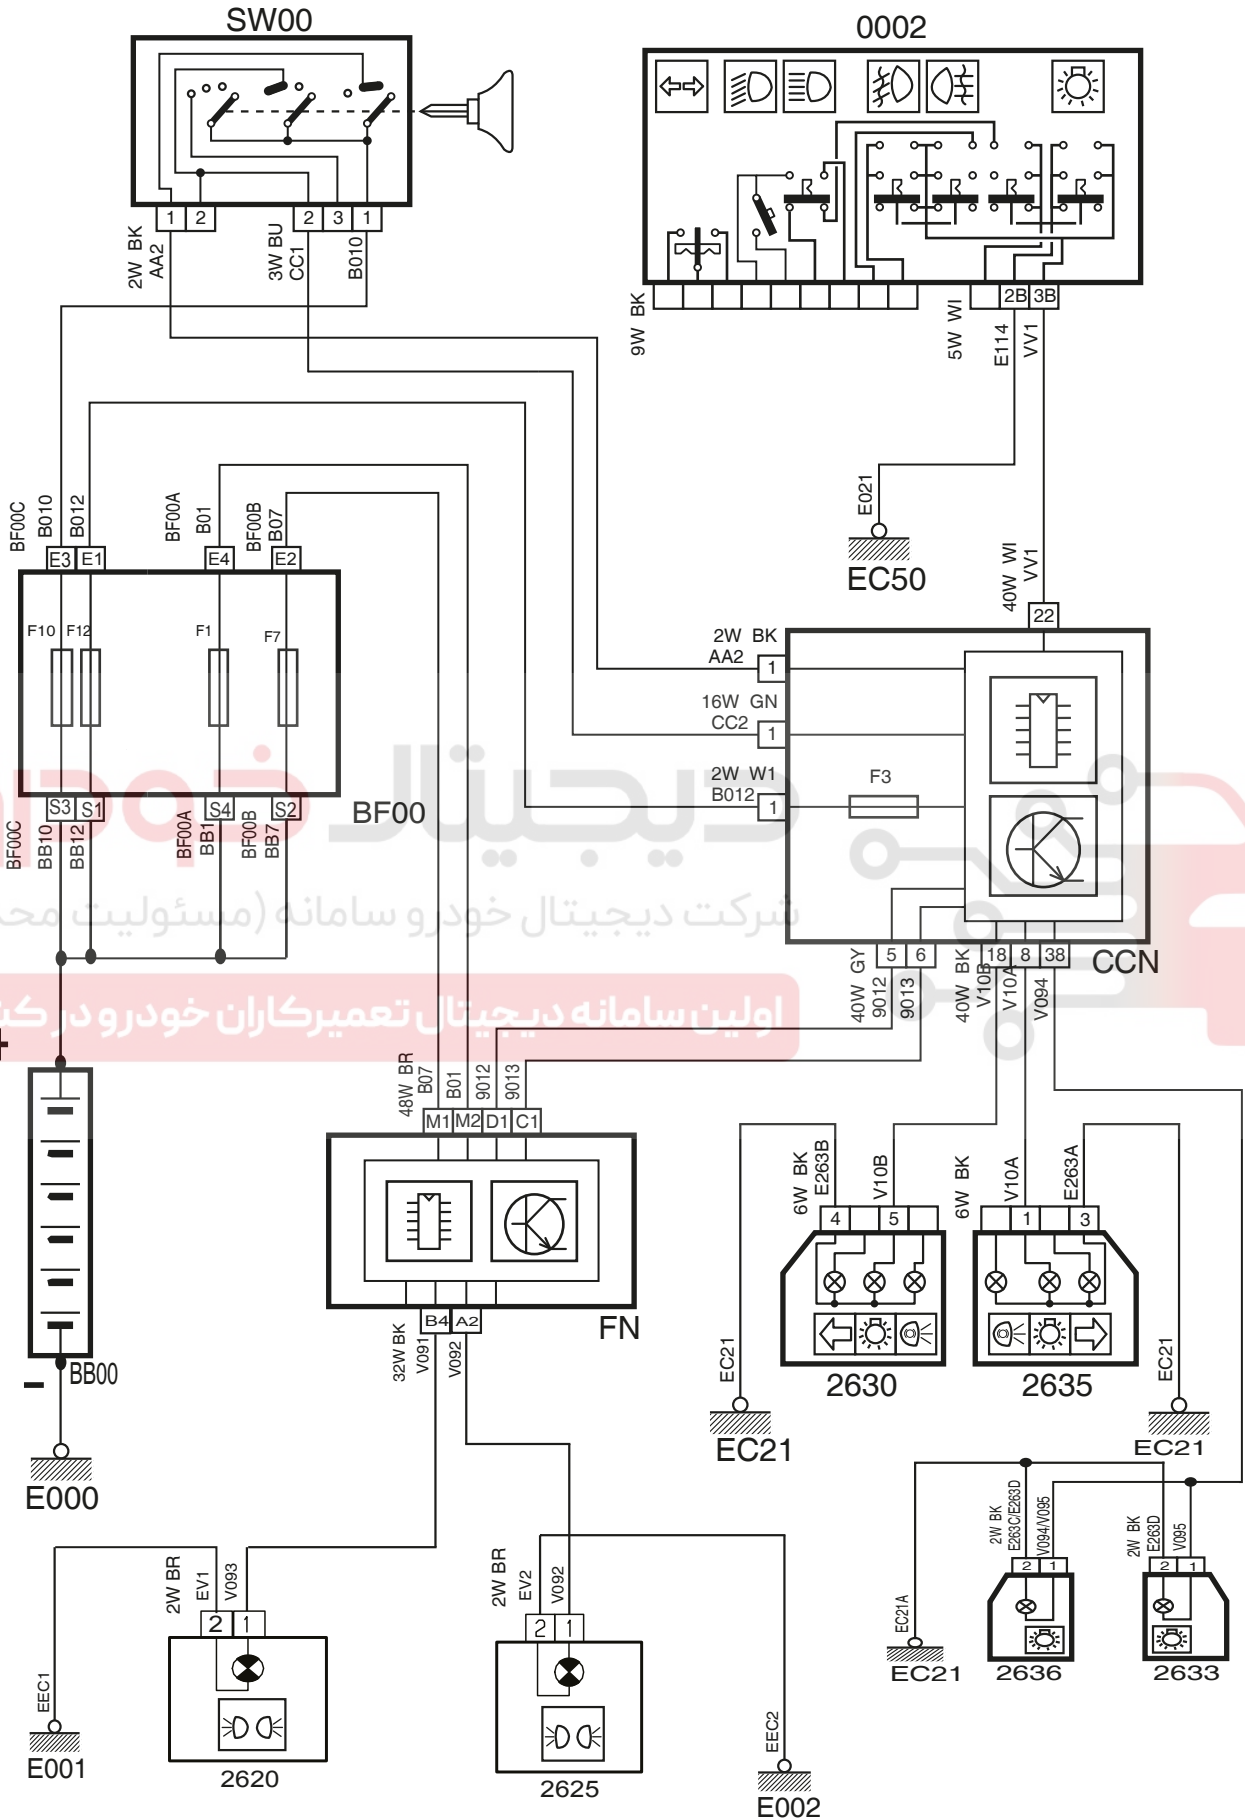 SW00
0002
1 2
2 3 1
2W BK
AA2
3W BU
CC1
B010
9W BK
5W WI
2B 3B
E114
VV1
E021
EC50
BF00C
B010
B012
BF00A
B01
BF00B
B07
E3 E1
E4
E2
F10
F12
F1
F7
S3 S1
S4
S2
BF00
BF00C
BB10
BB12
BF00A
BB1
BF00B
BB7
40W WI
VV1
22
2W BK
AA2
1
16W GN
CC2
1
2W W1
B012
1
F3
دیجیتال خودرو
شرکت دیجیتال خودرو سامانه (مسئولیت
اولین سامانه دیجیتال تعمیرکاران خودرو در
5 6
18 8 38
CCN
40W GY
9012
9013
40W BK
V10B
V10A
V094
+
48W BR
B07
B01
9012
9013
M1 M2 D1 C1
FN
B4 A2
32W BK
V091
V092
BB00
-
E000
6W BK
E263B
V10B
4 5
6W BK
V10A
E263A
1 3
2630
2635
EC21
EC21
EC21
EC21
2W BK
E263C/E263D
V094/V095
2 1
2W BK
E263D
V095
2 1
EC21A
EC21
2636
2633
2W BR
EV1
V093
2 1
EEC1
E001
2620
2W BR
EV2
V092
2 1
EEC2
E002
2625